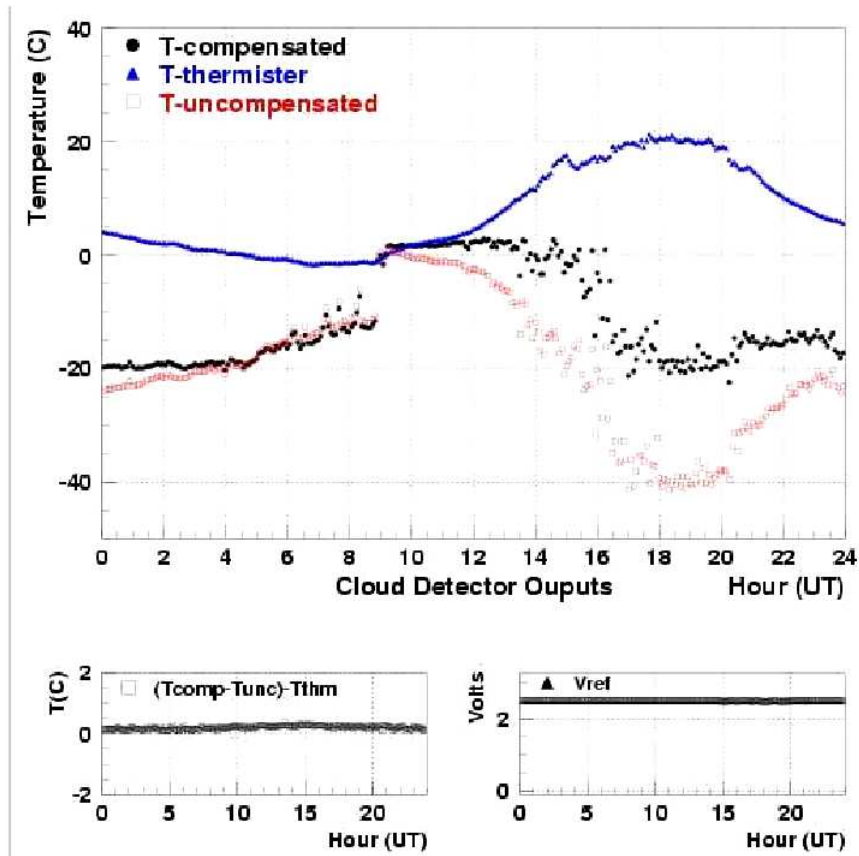 40
20
0
-20
-40
Temperature (C)
T-compensated
T-thermister
T-uncompensated
0 2 4 6 8 10 12 14 16 18 20 22 24
Cloud Detector Ouputs Hour (UT)
2
0
-2
T(C)
(Tcomp-Tunc)-Tthm
0 5 10 15 20
Hour (UT)
2
0
Volts
Vref
0 5 10 15 20
Hour (UT)